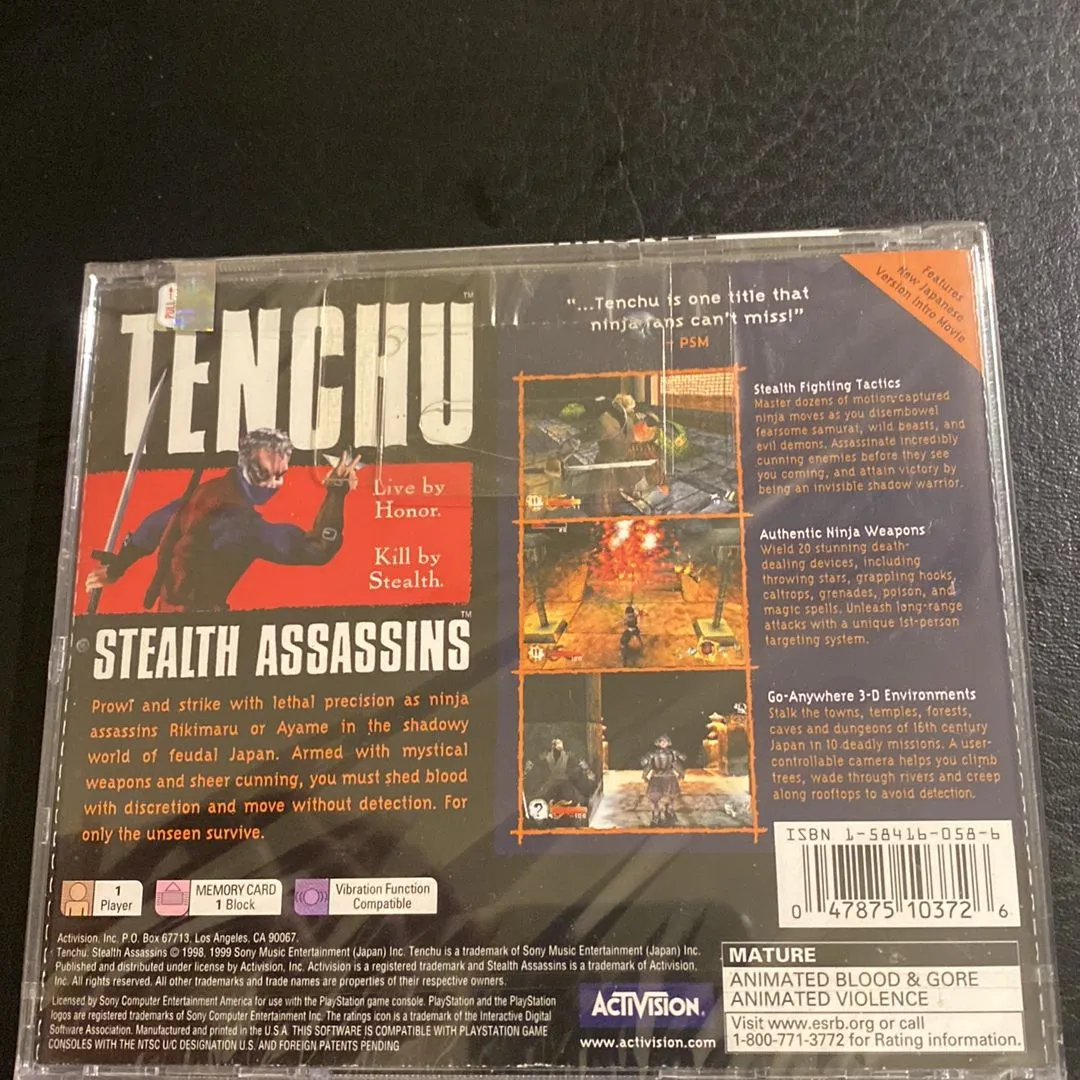 PULL
TENCHU™
Live by
Honor.
Kill by
Stealth.
STEALTH ASSASSINS™
Prowl and strike with lethal precision as ninja
assassins Rikimaru or Ayame in the shadowy
world of feudal Japan. Armed with mystical
weapons and sheer cunning, you must shed blood
with discretion and move without detection. For
only the unseen survive.
"...Tenchu is one title that
ninja fans can't miss!"
- PSM
Features
New Japanese
Version Intro Movie
Stealth Fighting Tactics
Master dozens of motion-captured
ninja moves as you disembowel
fearsome samurai, wild beasts, and
evil demons. Assassinate incredibly
cunning enemies before they see
you coming, and attain victory by
being an invisible shadow warrior.
Authentic Ninja Weapons
Wield 20 stunning death-
dealing devices, including
throwing stars, grappling hooks,
caltrops, grenades, poison, and
magic spells. Unleash long-range
attacks with a unique 1st-person
targeting system.
Go-Anywhere 3-D Environments
Stalk the towns, temples, forests,
caves and dungeons of 16th century
Japan in 10 deadly missions. A user-
controllable camera helps you climb
trees, wade through rivers and creep
along rooftops to avoid detection.
ISBN 1-58416-058-6
0 47875 10372 6
1
Player
MEMORY CARD
1 Block
Vibration Function
Compatible
Activision, Inc. P.O. Box 67713, Los Angeles, CA 90067.
Tenchu: Stealth Assassins © 1998, 1999 Sony Music Entertainment (Japan) Inc. Tenchu is a trademark of Sony Music Entertainment (Japan) Inc.
Published and distributed under license by Activision, Inc. Activision is a registered trademark and Stealth Assassins is a trademark of Activision,
Inc. All rights reserved. All other trademarks and trade names are properties of their respective owners.
Licensed by Sony Computer Entertainment America for use with the PlayStation game console. PlayStation and the PlayStation
logos are registered trademarks of Sony Computer Entertainment Inc. The ratings icon is a trademark of the Interactive Digital
Software Association. Manufactured and printed in the U.S.A. THIS SOFTWARE IS COMPATIBLE WITH PLAYSTATION GAME
CONSOLES WITH THE NTSC U/C DESIGNATION U.S. AND FOREIGN PATENTS PENDING
ACTIVISION.
www.activision.com
MATURE
ANIMATED BLOOD & GORE
ANIMATED VIOLENCE
Visit www.esrb.org or call
1-800-771-3772 for Rating information.